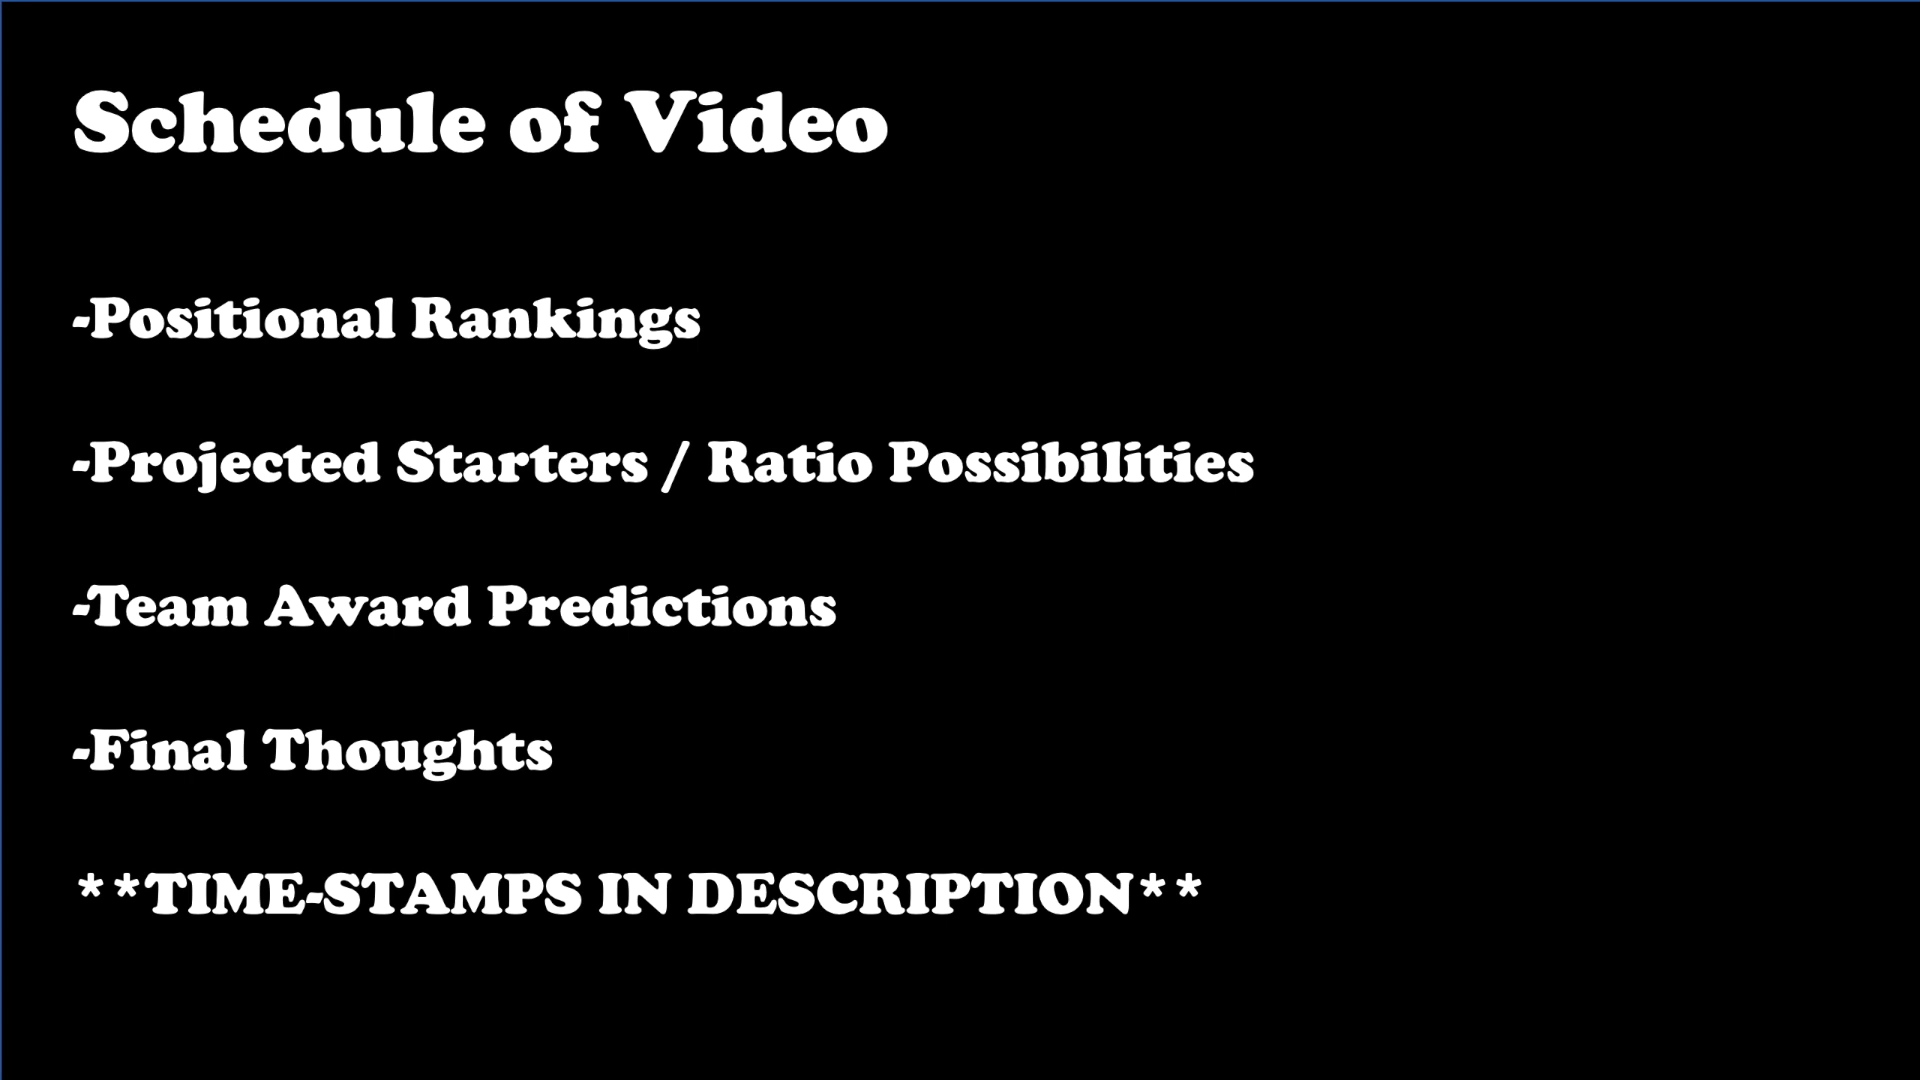 Schedule of Video
-Positional Rankings
-Projected Starters / Ratio Possibilities
-Team Award Predictions
-Final Thoughts
**TIME-STAMPS IN DESCRIPTION**